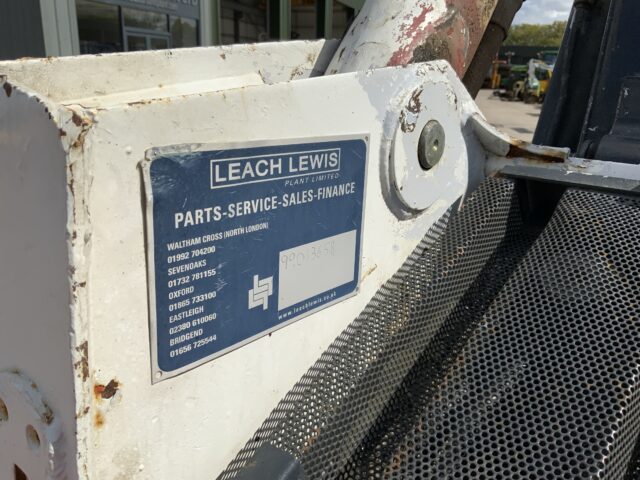 LEACH LEWIS
PLANT LIMITED
PARTS-SERVICE-SALES-FINANCE
WALTHAM CROSS (NORTH LONDON)
01992 704200
SEVENOAKS
01732 781155
OXFORD
01865 733100
EASTLEIGH
02380 610060
BRIDGEND
01656 725544
www.leachlewis.co.uk